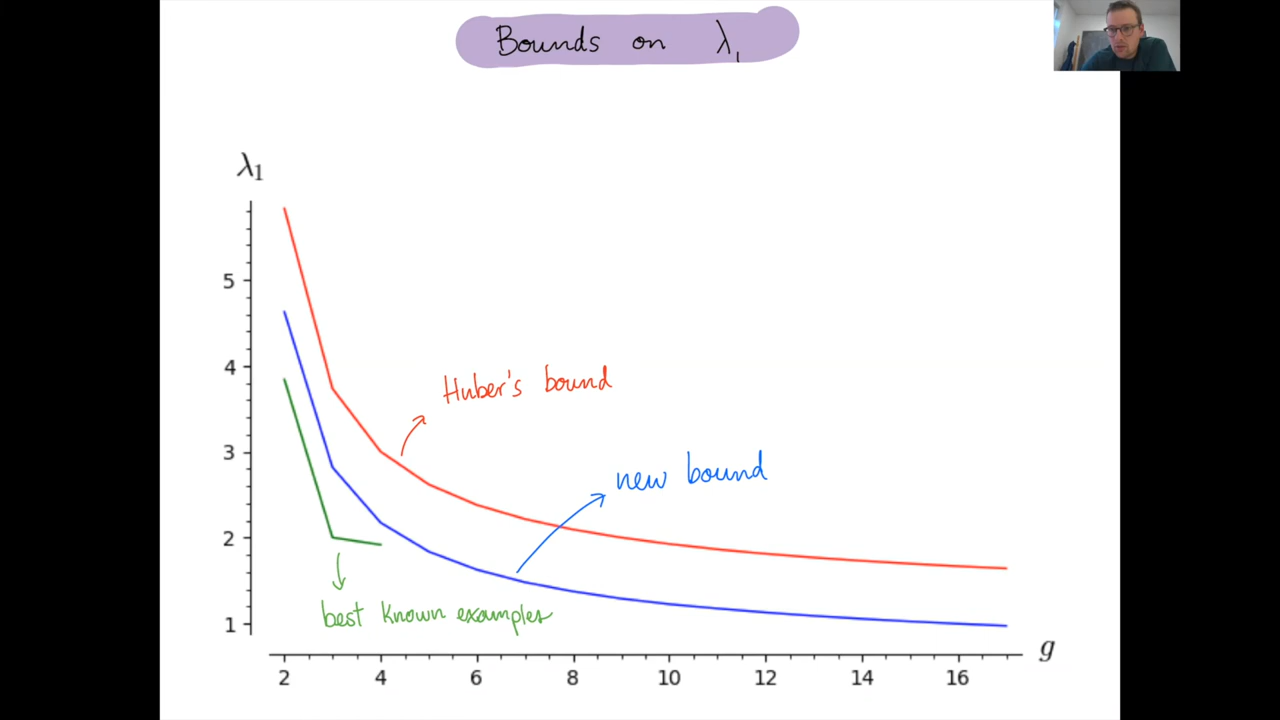 Bounds on λ₁
λ₁
5
4
Huber's bound
3
new bound
2
best known examples
1
g
2 4 6 8 10 12 14 16